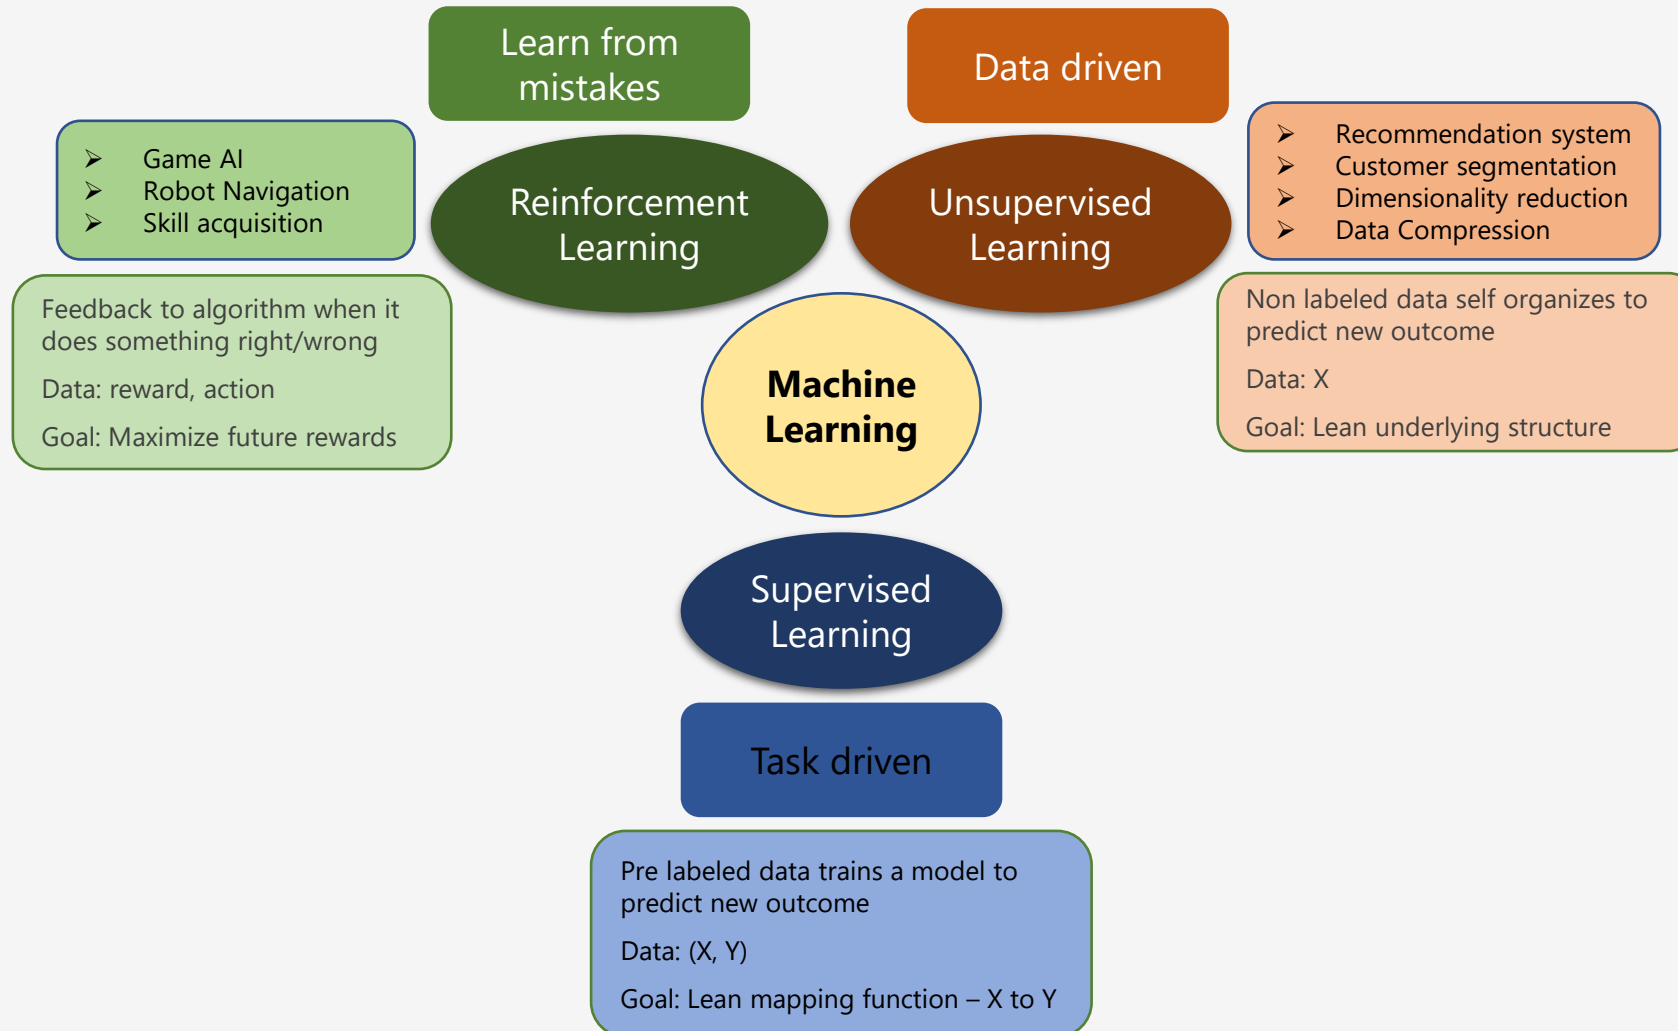 Learn from
mistakes
Data driven
➢ Game AI
➢ Robot Navigation
➢ Skill acquisition
Reinforcement
Learning
Unsupervised
Learning
➢ Recommendation system
➢ Customer segmentation
➢ Dimensionality reduction
➢ Data Compression
Feedback to algorithm when it
does something right/wrong
Data: reward, action
Goal: Maximize future rewards
Non labeled data self organizes to
predict new outcome
Data: X
Goal: Lean underlying structure
Machine
Learning
Supervised
Learning
Task driven
Pre labeled data trains a model to
predict new outcome
Data: (X, Y)
Goal: Lean mapping function – X to Y